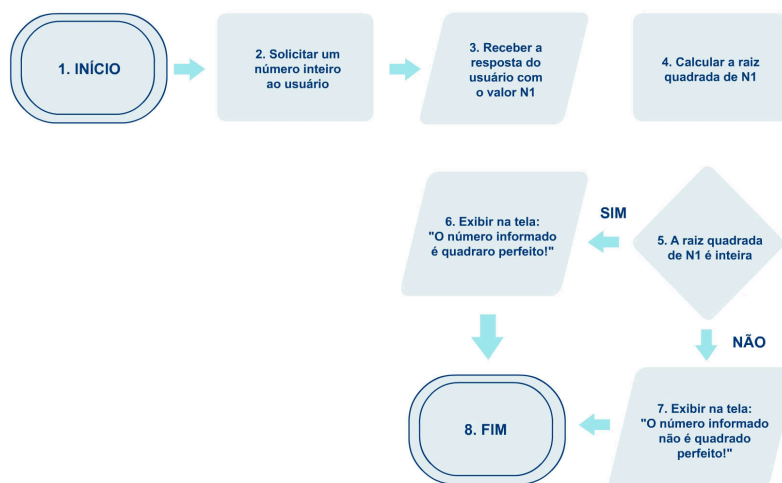 1. INÍCIO
2. Solicitar um
número inteiro
ao usuário
3. Receber a
resposta do
usuário com
o valor N1
4. Calcular a raiz
quadrada de N1
5. A raiz quadrada
de N1 é inteira
SIM
6. Exibir na tela:
"O número informado
é quadraro perfeito!"
NÃO
7. Exibir na tela:
"O número informado
não é quadrado
perfeito!"
8. FIM